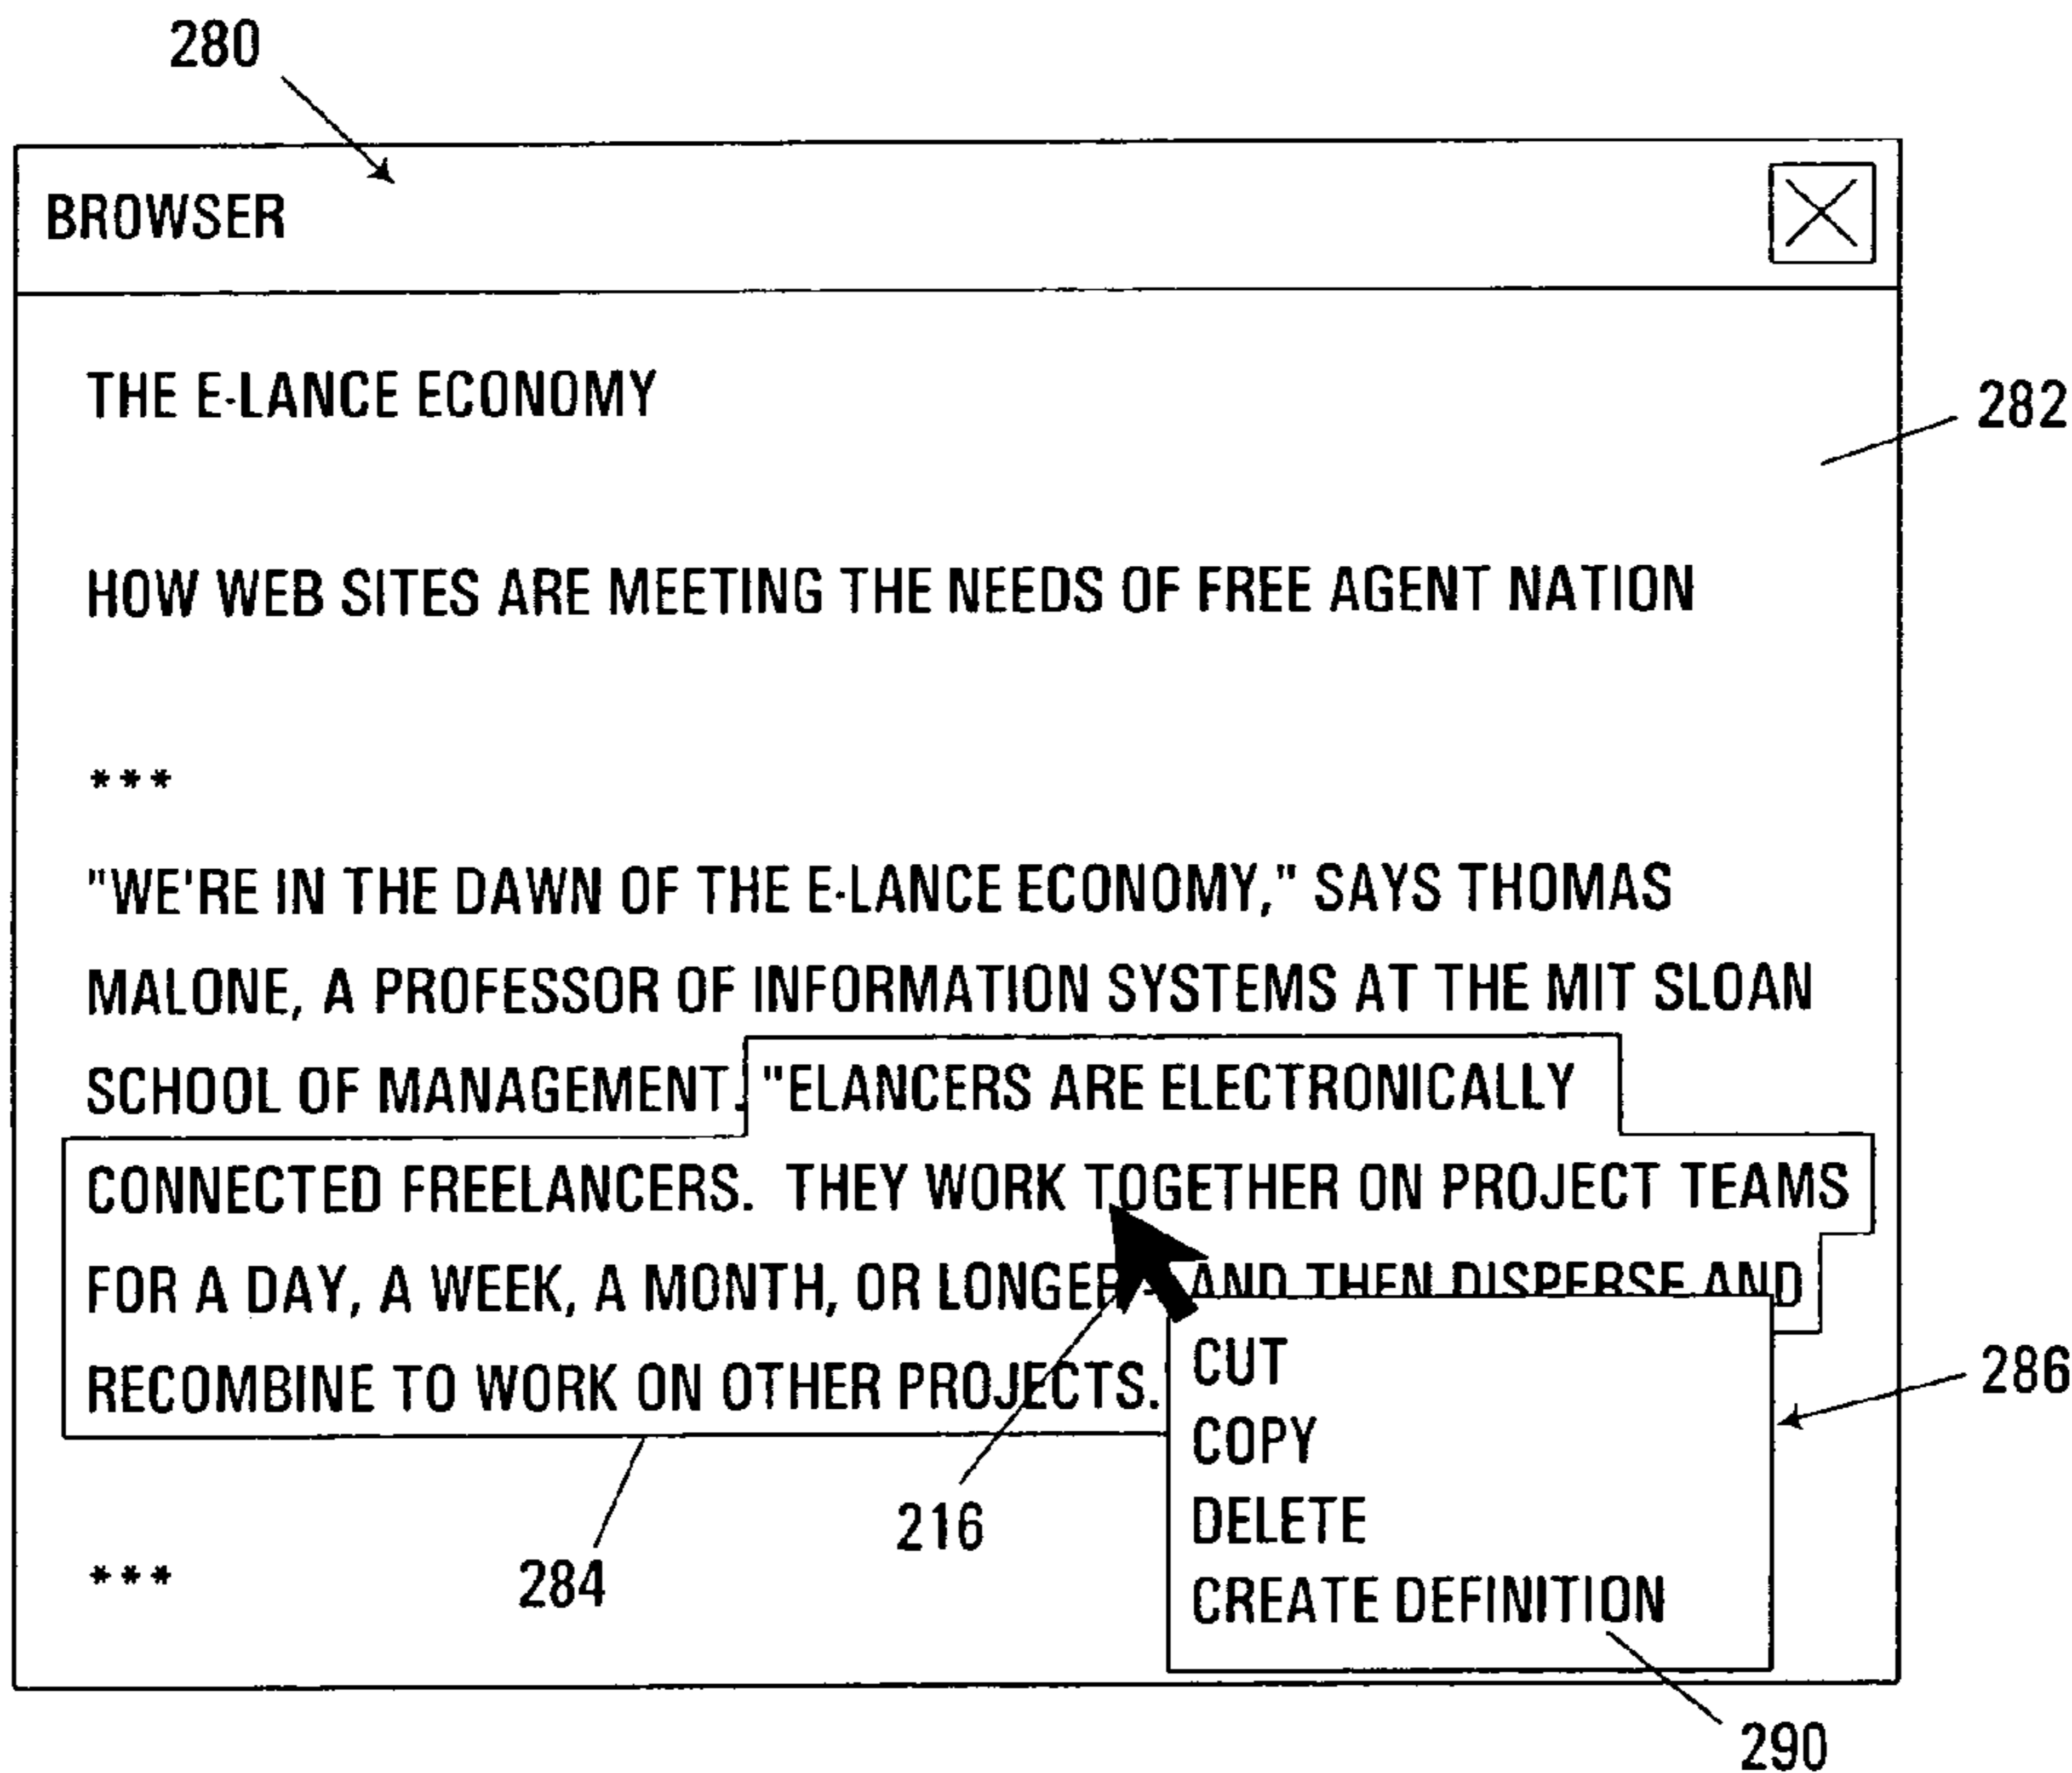 280
BROWSER
THE E-LANCE ECONOMY
282
HOW WEB SITES ARE MEETING THE NEEDS OF FREE AGENT NATION
***
"WE'RE IN THE DAWN OF THE E-LANCE ECONOMY," SAYS THOMAS
MALONE, A PROFESSOR OF INFORMATION SYSTEMS AT THE MIT SLOAN
SCHOOL OF MANAGEMENT. "ELANCERS ARE ELECTRONICALLY
CONNECTED FREELANCERS. THEY WORK TOGETHER ON PROJECT TEAMS
FOR A DAY, A WEEK, A MONTH, OR LONGER - AND THEN DISPERSE AND
RECOMBINE TO WORK ON OTHER PROJECTS.
CUT
COPY
DELETE
CREATE DEFINITION
286
216
284
***
290